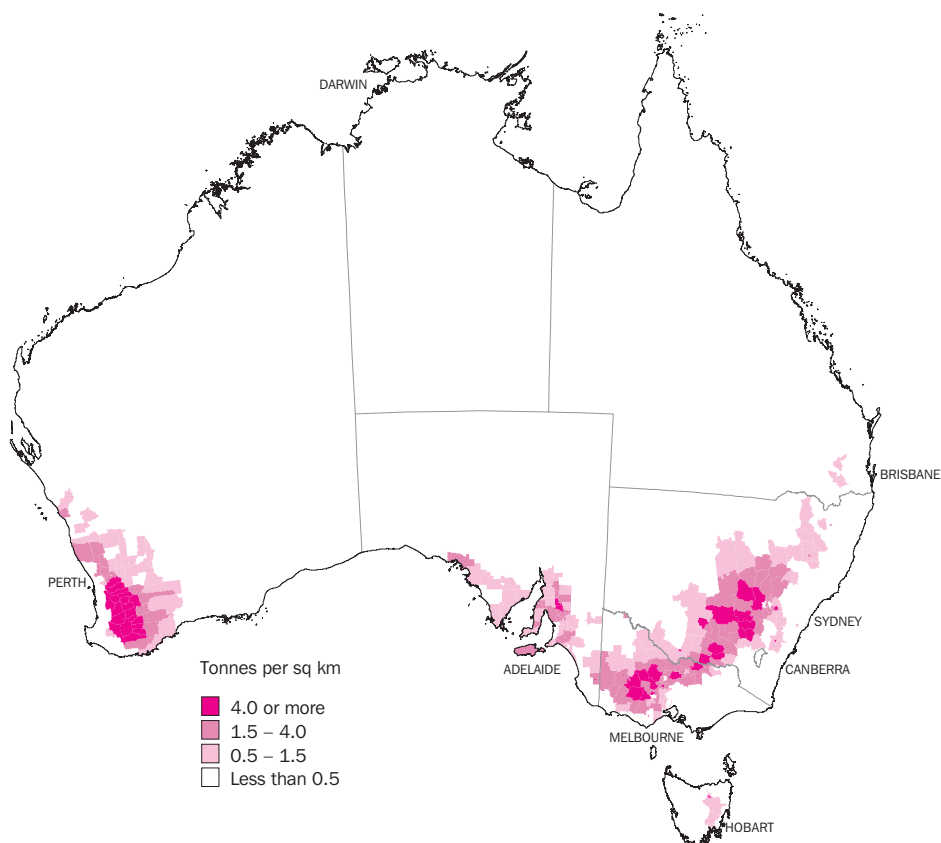 DARWIN
BRISBANE
PERTH
SYDNEY
ADELAIDE
CANBERRA
MELBOURNE
HOBART
Tonnes per sq km
4.0 or more
1.5 – 4.0
0.5 – 1.5
Less than 0.5